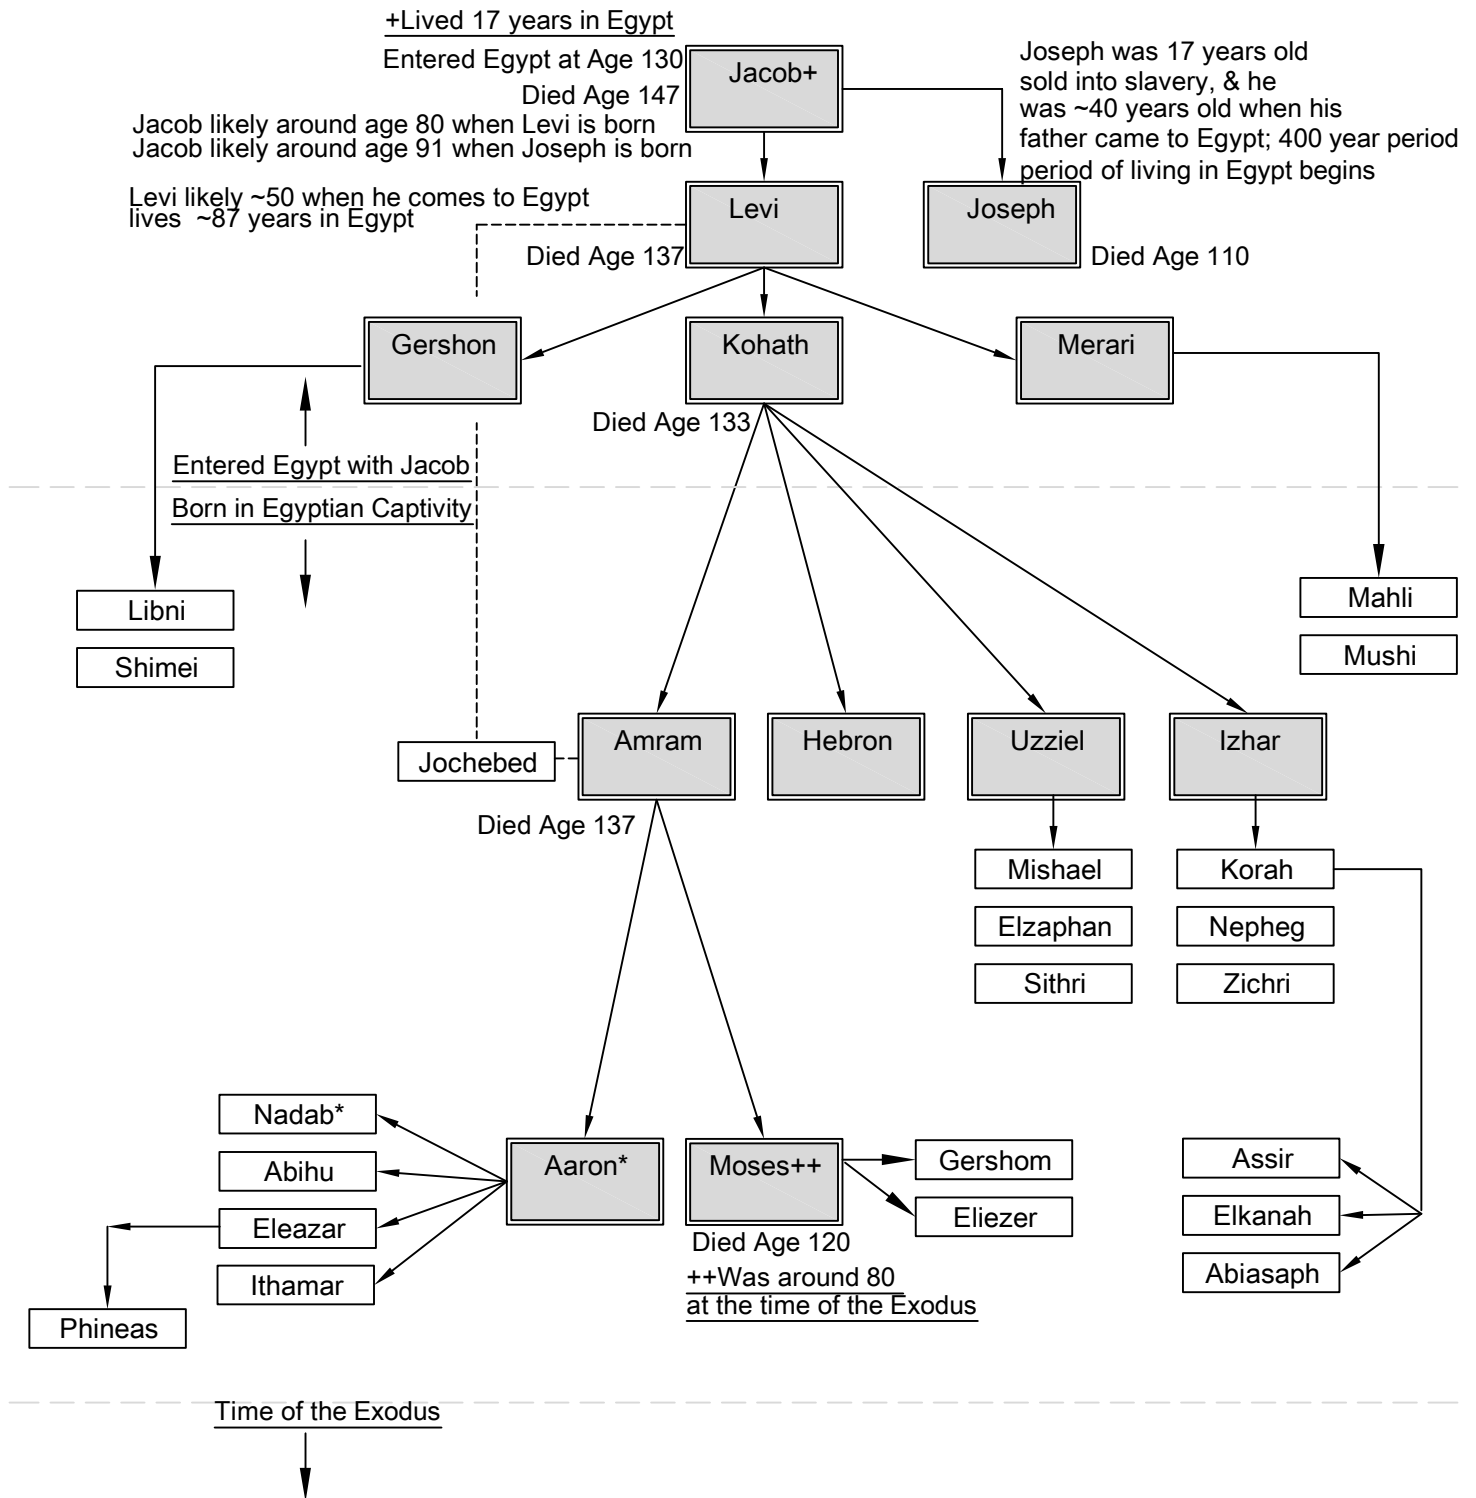 +Lived 17 years in Egypt
Entered Egypt at Age 130
Jacob+
Died Age 147
Joseph was 17 years old
sold into slavery, & he
was ~40 years old when his
father came to Egypt; 400 year period
period of living in Egypt begins
Jacob likely around age 80 when Levi is born
Jacob likely around age 91 when Joseph is born
Levi likely ~50 when he comes to Egypt
lives ~87 years in Egypt
Levi
Joseph
Died Age 137
Died Age 110
Gershon
Kohath
Merari
Died Age 133
Entered Egypt with Jacob
Born in Egyptian Captivity
Libni
Shimei
Mahli
Mushi
Jochebed
Amram
Hebron
Uzziel
Izhar
Died Age 137
Mishael
Elzaphan
Sithri
Korah
Nepheg
Zichri
Nadab*
Abihu
Eleazar
Ithamar
Phineas
Aaron*
Moses++
Died Age 120
++Was around 80
at the time of the Exodus
Gershom
Eliezer
Assir
Elkanah
Abiasaph
Time of the Exodus